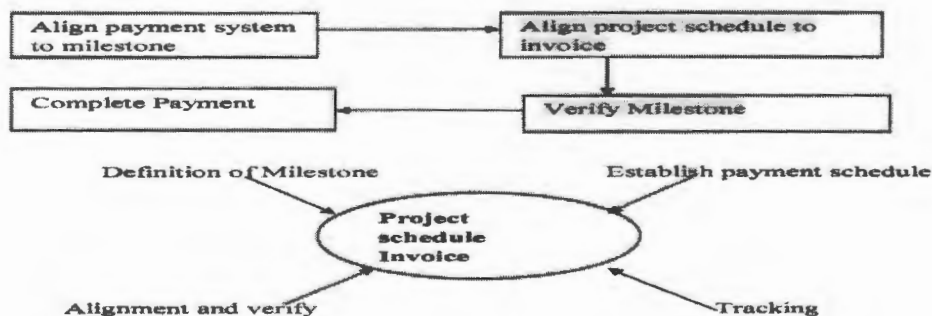 Align payment system
to milestone
Align project schedule to
invoice
Complete Payment
Verify Milestone
Definition of Milestone
Establish payment schedule
Project
schedule
Invoice
Alignment and verify
Tracking